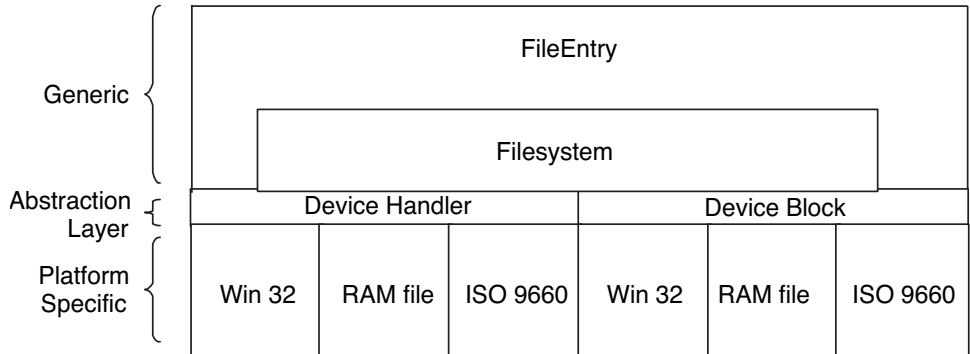 FileEntry
Generic
Filesystem
Abstraction
Layer
Device Handler
Device Block
Platform
Specific
Win 32
RAM file
ISO 9660
Win 32
RAM file
ISO 9660